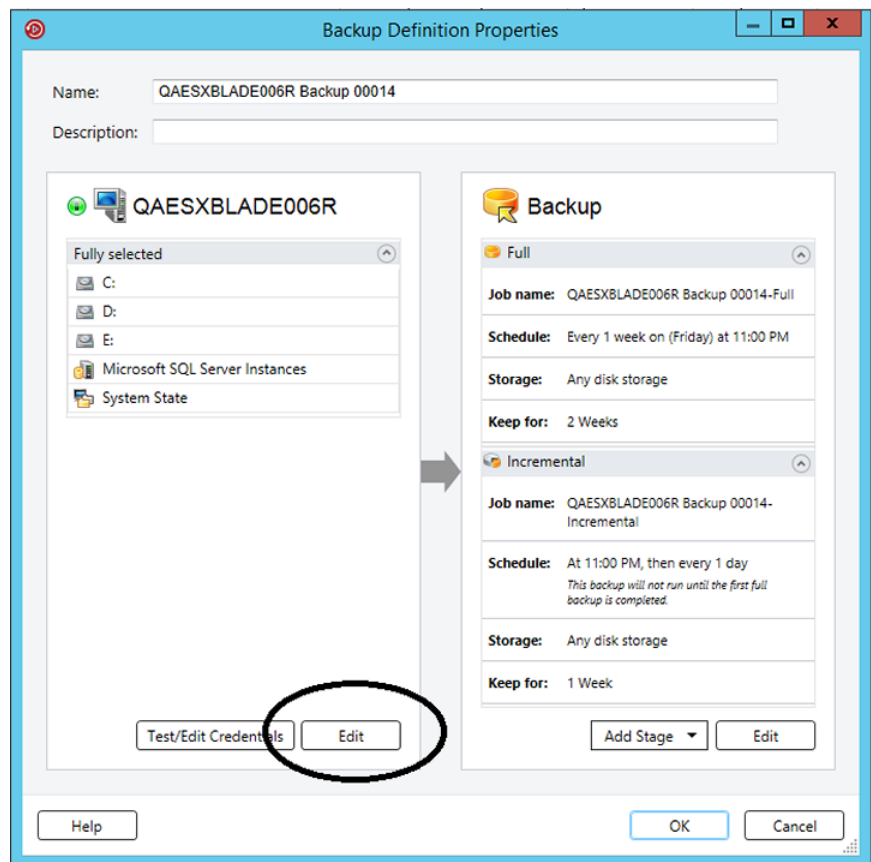 Backup Definition Properties
Name: QAESXBLADE006R Backup 00014
Description:
QAESXBLADE006R
Fully selected
C:
D:
E:
Microsoft SQL Server Instances
System State
Test/Edit Credentials Edit
Backup
Full
Job name: QAESXBLADE006R Backup 00014-Full
Schedule: Every 1 week on (Friday) at 11:00 PM
Storage: Any disk storage
Keep for: 2 Weeks
Incremental
Job name: QAESXBLADE006R Backup 00014-
Incremental
Schedule: At 11:00 PM, then every 1 day
This backup will not run until the first full
backup is completed.
Storage: Any disk storage
Keep for: 1 Week
Add Stage Edit
Help OK Cancel